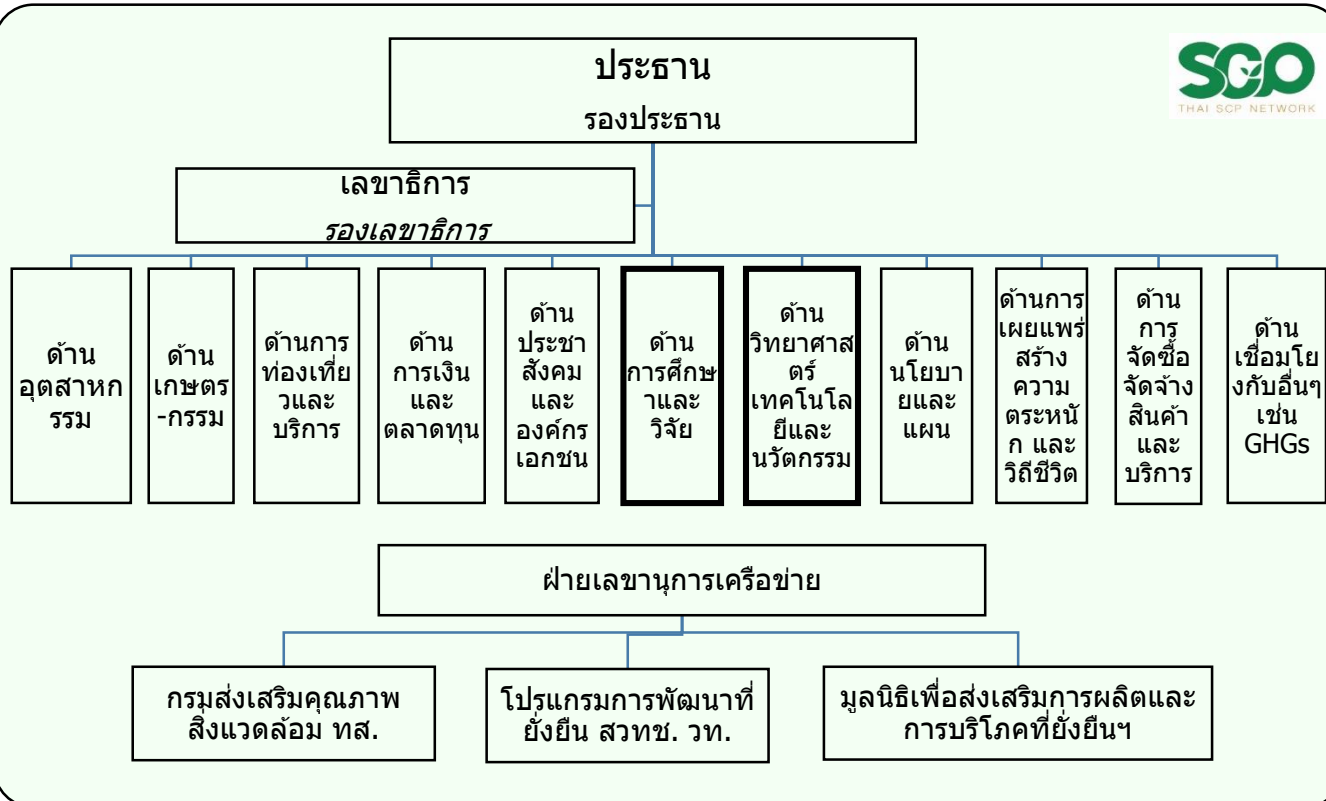 ประธาน
รองประธาน
SCP
THAI SCP NETWORK
เลขาธิการ
รองเลขาธิการ
ด้าน
อุตสาหก
รรม
ด้าน
เกษตร
-กรรม
ด้านการ
ท่องเที่ย
วและ
บริการ
ด้าน
การเงิน
และ
ตลาดทุน
ด้าน
ประชา
สังคม
และ
องค์กร
เอกชน
ด้าน
การศึกษ
าและ
วิจัย
ด้าน
วิทยาศาส
ตร์
เทคโนโล
ยีและ
นวัตกรรม
ด้าน
นโยบา
ยและ
แผน
ด้านการ
เผยแพร่
สร้าง
ความ
ตระหนั
ก และ
วิถีชีวิต
ด้าน
การ
จัดซื้อ
จัดจ้าง
สินค้า
และ
บริการ
ด้าน
เชื่อมโย
งกับอื่นๆ
เช่น
GHGs
ฝ่ายเลขานุการเครือข่าย
กรมส่งเสริมคุณภาพ
สิ่งแวดล้อม ทส.
โปรแกรมการพัฒนาที่
ยั่งยืน สวทช. วท.
มูลนิธิเพื่อส่งเสริมการผลิตและ
การบริโภคที่ยั่งยืนฯ